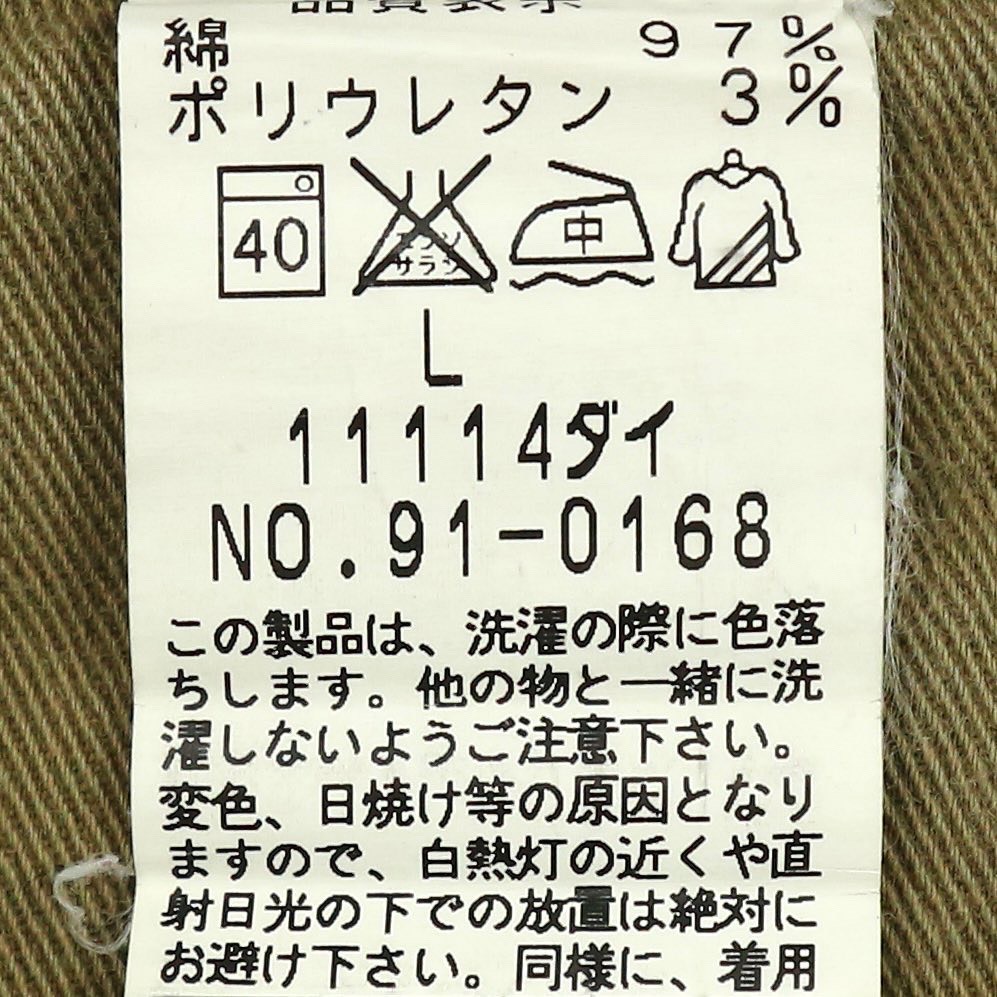 品質表示
綿 97%
ポリウレタン 3%
40 エンソ サラシ 中
L
11114ダイ
NO.91-0168
この製品は、洗濯の際に色落
ちします。他の物と一緒に洗
濯しないようご注意下さい。
変色、日焼け等の原因となり
ますので、白熱灯の近くや直
射日光の下での放置は絶対に
お避け下さい。同様に、着用